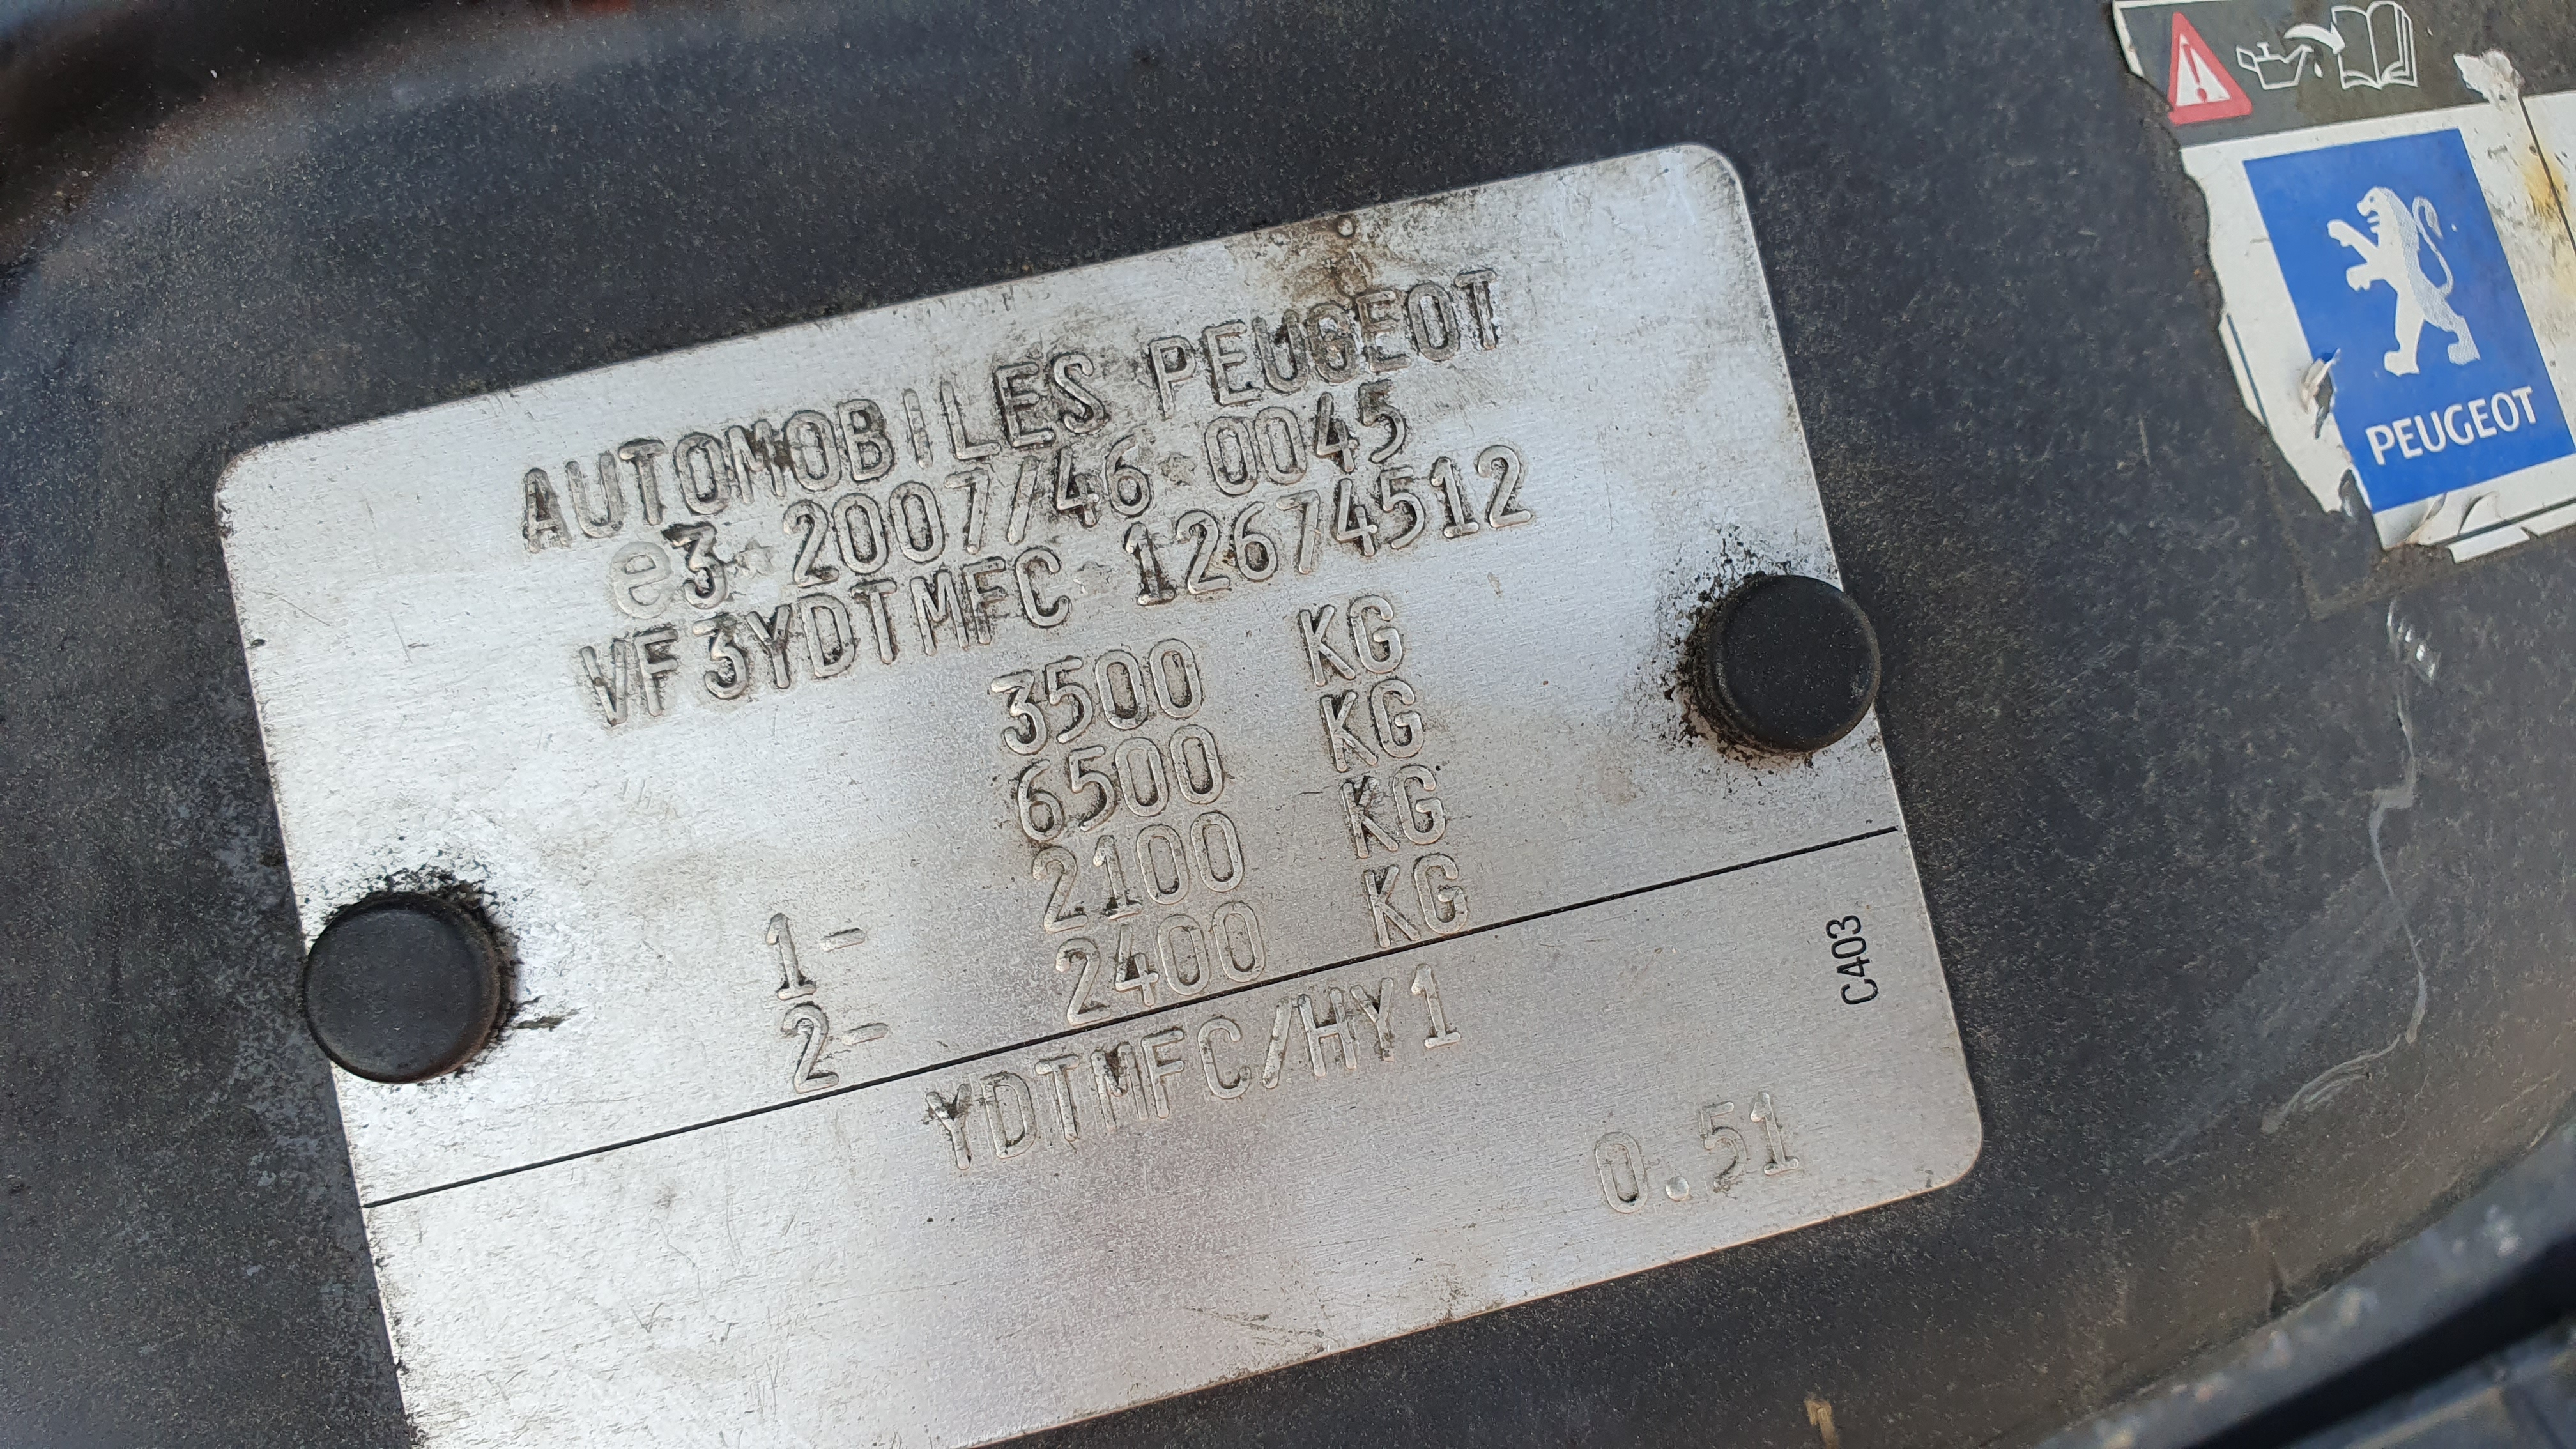 AUTOMOBILES PEUGEOT
e3*2007/46*0045
VF3YDTMFC*12674512
3500 KG
6500 KG
1- 2100 KG
2- 2400 KG
YDTMFC/HY1
0.51
C403
PEUGEOT